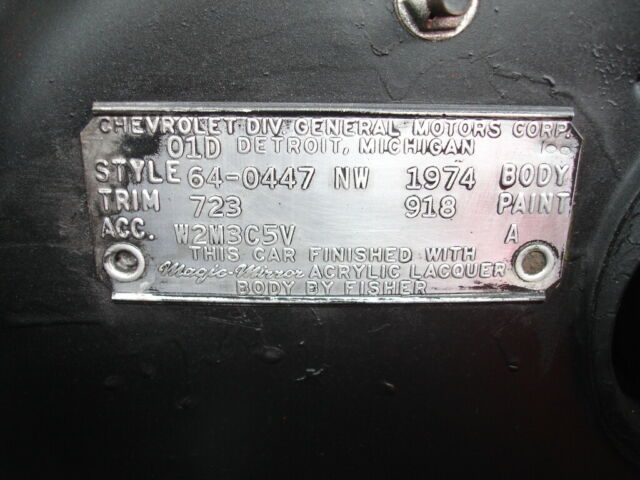 CHEVROLET DIV. GENERAL MOTORS CORP.
01D DETROIT, MICHIGAN 100
STYLE 64-0447 NW 1974 BODY
TRIM 723 918 PAINT
ACC. W2M3C5V A
THIS CAR FINISHED WITH
Magic-Mirror ACRYLIC LACQUER
BODY BY FISHER